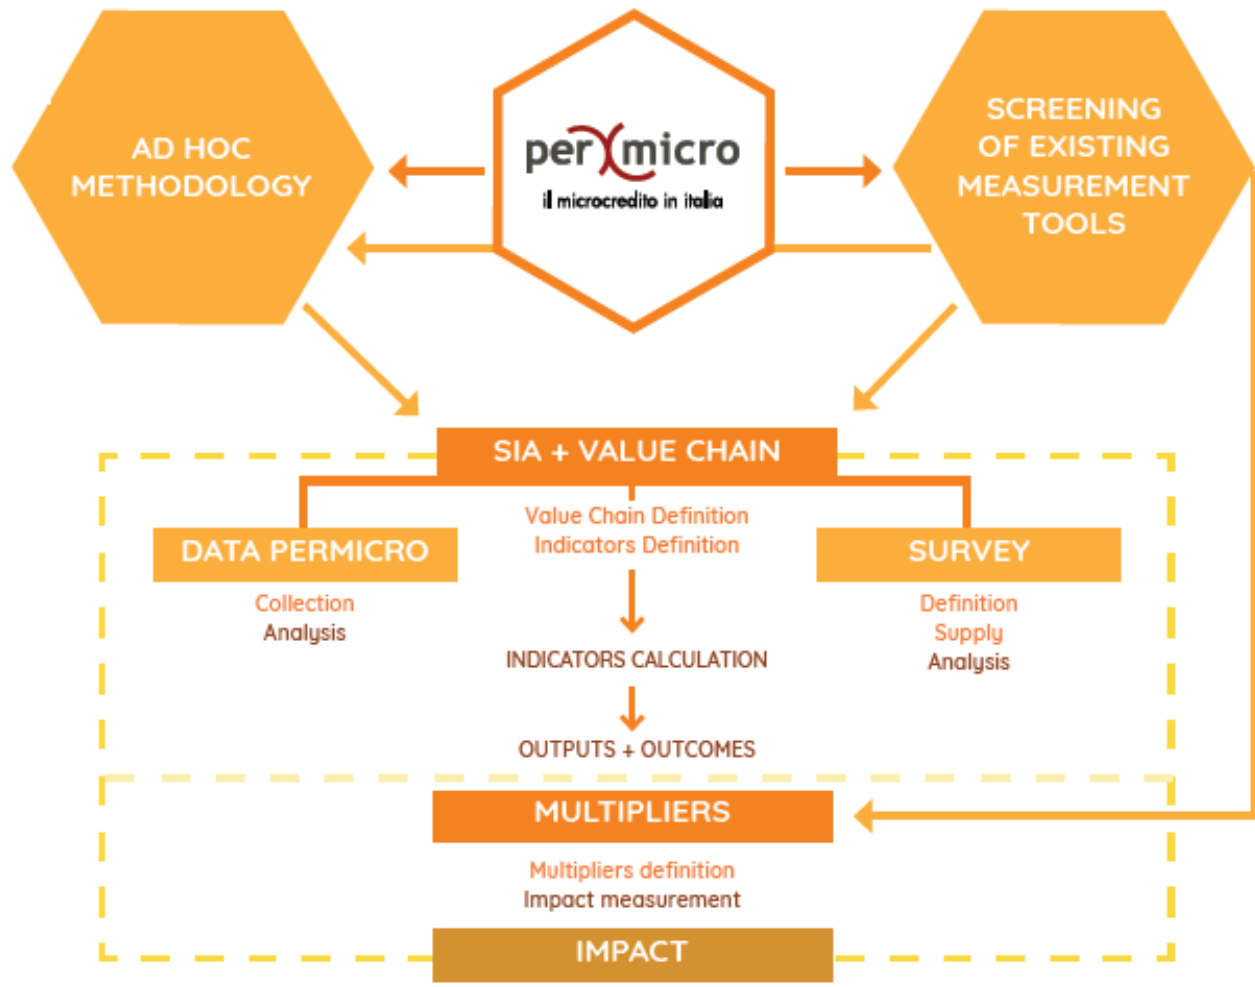 AD HOC
METHODOLOGY
per micro
il microcredito in italia
SCREENING
OF EXISTING
MEASUREMENT
TOOLS
SIA + VALUE CHAIN
Value Chain Definition
Indicators Definition
DATA PERMICRO
Collection
Analysis
SURVEY
Definition
Supply
Analysis
INDICATORS CALCULATION
OUTPUTS + OUTCOMES
MULTIPLIERS
Multipliers definition
Impact measurement
IMPACT